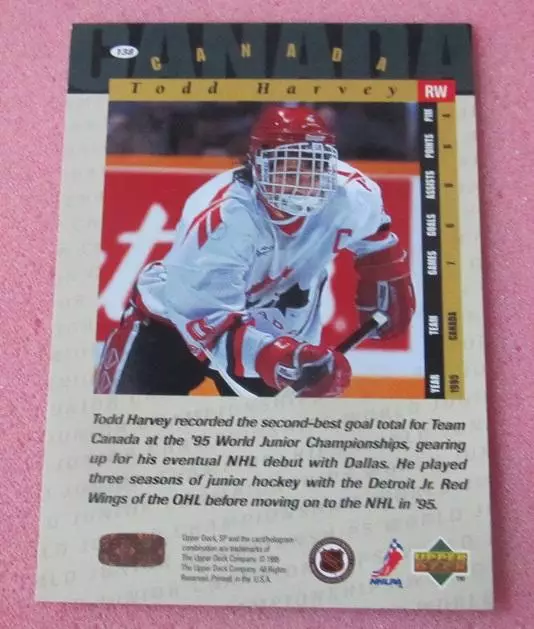 CANADA
138
CANADA
Todd Harvey
RW
YEAR TEAM GAMES GOALS ASSISTS POINTS PIM
1995 CANADA 7 6 0 6 4
C
Todd Harvey recorded the second-best goal total for Team
Canada at the '95 World Junior Championships, gearing
up for his eventual NHL debut with Dallas. He played
three seasons of junior hockey with the Detroit Jr. Red
Wings of the OHL before moving on to the NHL in '95.
Upper Deck, SP and the card/hologram
combination are trademarks of
The Upper Deck Company. © 1995
The Upper Deck Company. All Rights
Reserved. Printed in the U.S.A.
NHL
NHLPA
UPPER
DECK
TM